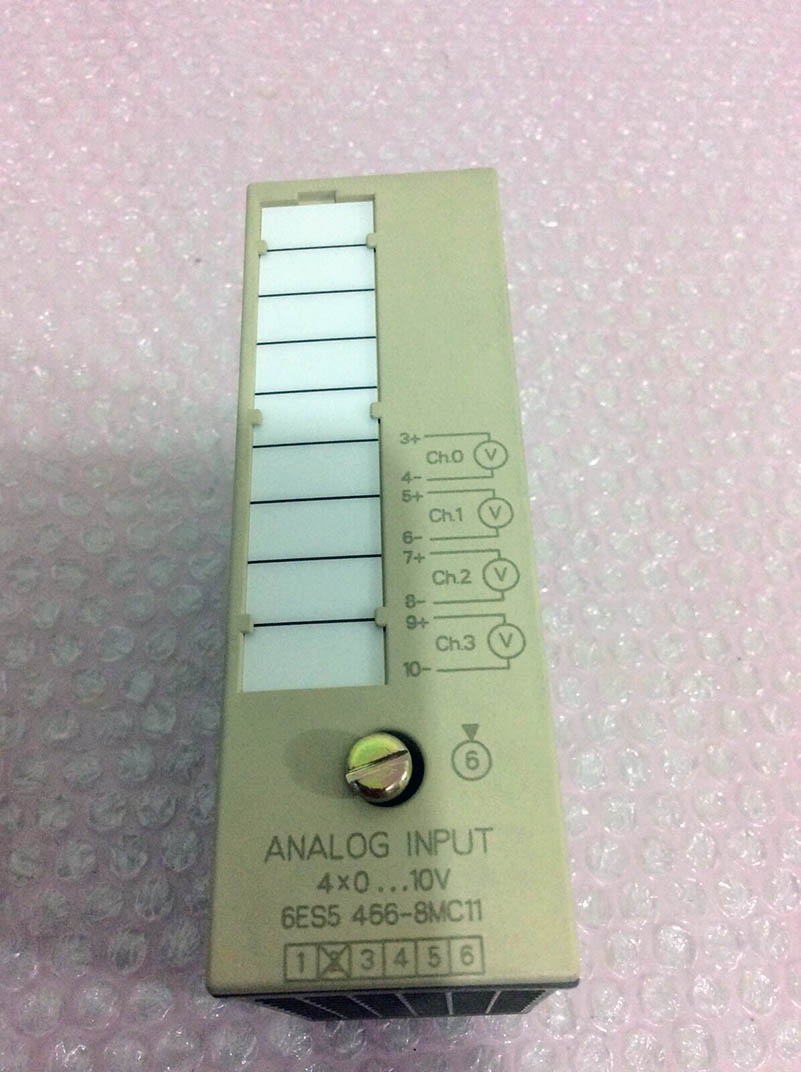 3+
Ch.0 V
4-
5+
Ch.1 V
6-
7+
Ch.2 V
8-
9+
Ch.3 V
10-
6
ANALOG INPUT
4×0...10V
6ES5 466-8MC11
1 2 3 4 5 6